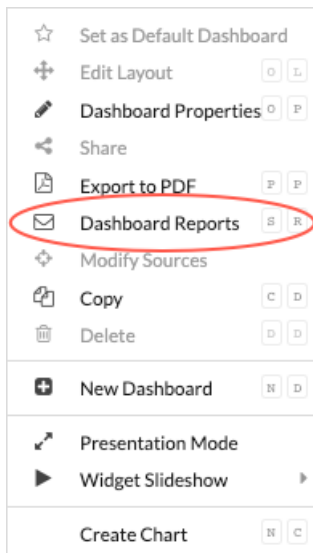 Set as Default Dashboard
Edit Layout O L
Dashboard Properties O P
Share
Export to PDF P P
Dashboard Reports S R
Modify Sources
Copy C D
Delete D D
New Dashboard N D
Presentation Mode
Widget Slideshow
Create Chart N C